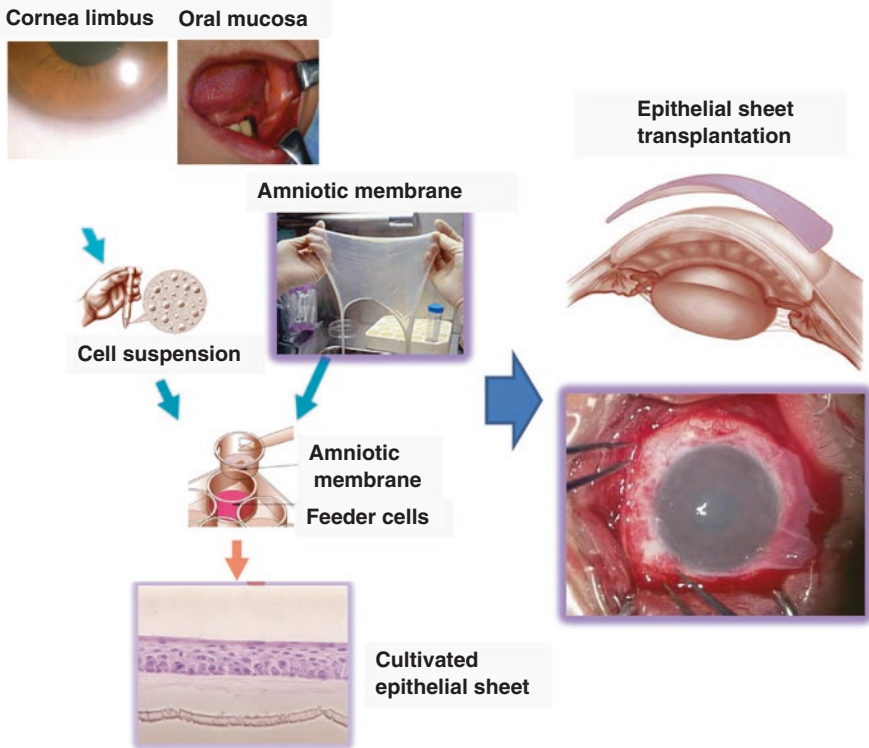 Cornea limbus
Oral mucosa
Amniotic membrane
Cell suspension
Amniotic
membrane
Feeder cells
Cultivated
epithelial sheet
Epithelial sheet
transplantation